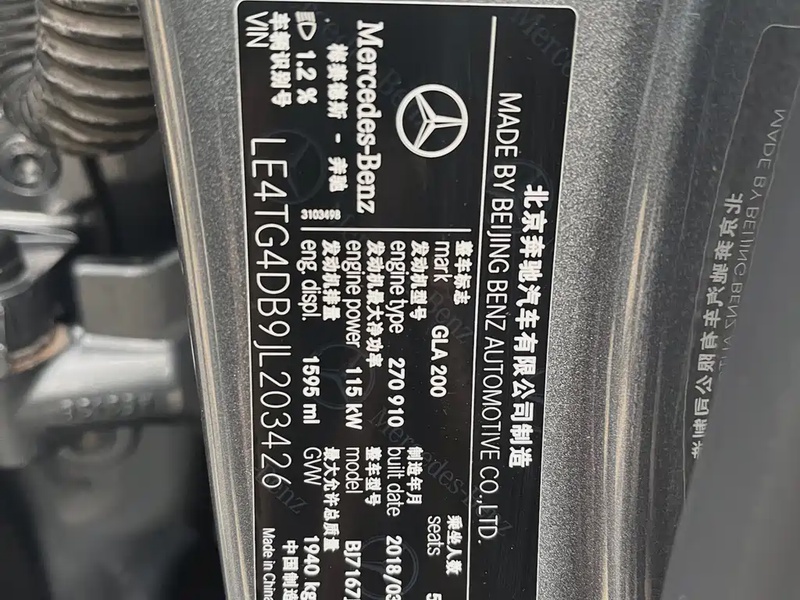 北京奔驰汽车有限公司制造
MADE BY BEIJING BENZ AUTOMOTIVE CO.,LTD.
Mercedes-Benz
梅赛德斯 - 奔驰
3103498
整车标志
mark GLA 200
乘坐人数
seats 5
发动机型号
engine type 270 910
制造年月
built date 2018/03
发动机最大净功率
engine power 115 kW
整车型号
model BJ7167
发动机排量
eng. displ. 1595 ml
最大允许总质量
GVW 1940 kg
1.2 %
车辆识别号
VIN LE4TG4DB9JL203426
中国制造
Made in China